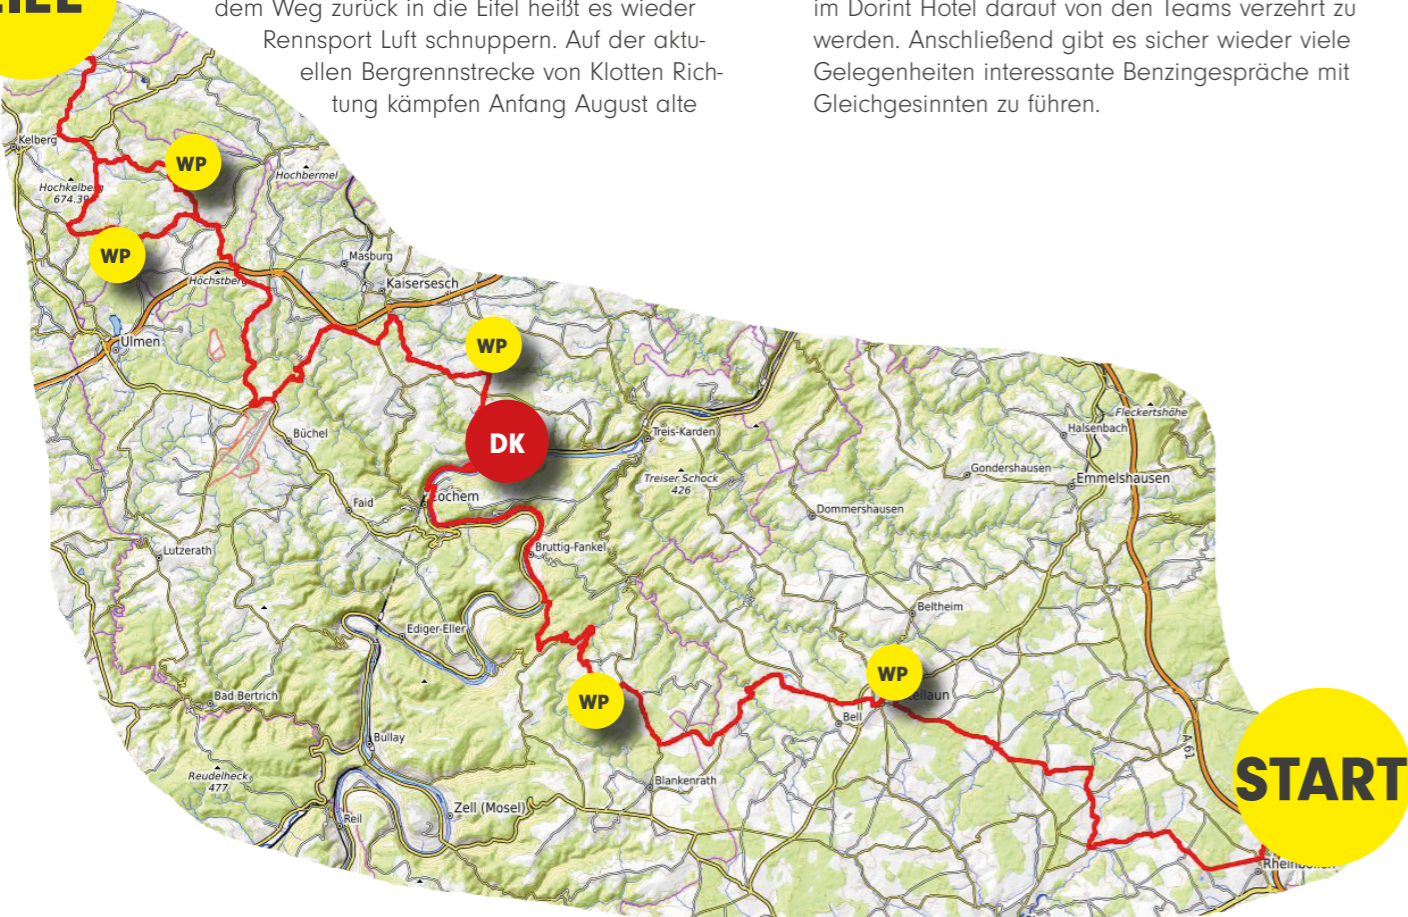 dem Weg zurück in die Eifel heißt es wieder
Rennsport Luft schnuppern. Auf der aktu-
ellen Bergrennstrecke von Klotten Rich-
tung kämpfen Anfang August alte
im Dorint Hotel darauf von den Teams verzehrt zu
werden. Anschließend gibt es sicher wieder viele
Gelegenheiten interessante Benzingespräche mit
Gleichgesinnten zu führen.
Kelberg
WP
Hochbermel
Hochkelberg
674.39
WP
Masburg
Höchstberg
Kaisersesch
Ulmen
WP
Büchel
DK
Treis-Karden
Fleckertshöhe
Halsenbach
Gondershausen
Emmelshausen
Treiser Schock
426
Cochem
Faid
Dommershausen
Lutzerath
Bruttig-Fankel
Beltheim
Ediger-Eller
WP
Bad Bertrich
WP
Bell
Bullay
A 61
Reudelheck
477
Blankenrath
START
Zell (Mosel)
Reil